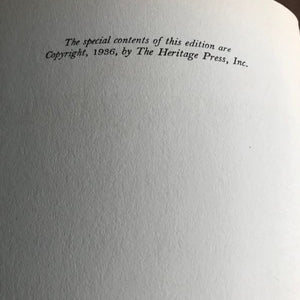 The special contents of this edition are
Copyright, 1936, by The Heritage Press, Inc.